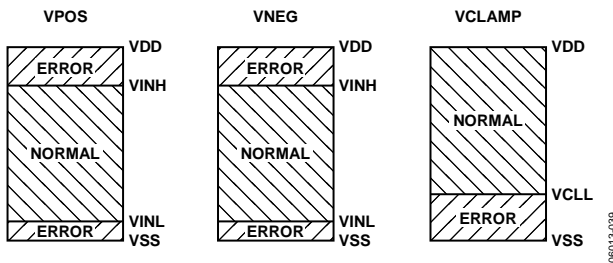 VPOS
VNEG
VCLAMP
VDD
ERROR
VINH
NORMAL
VINL
ERROR
VSS
VDD
ERROR
VINH
NORMAL
VINL
ERROR
VSS
VDD
NORMAL
VCLL
ERROR
VSS
06013-039